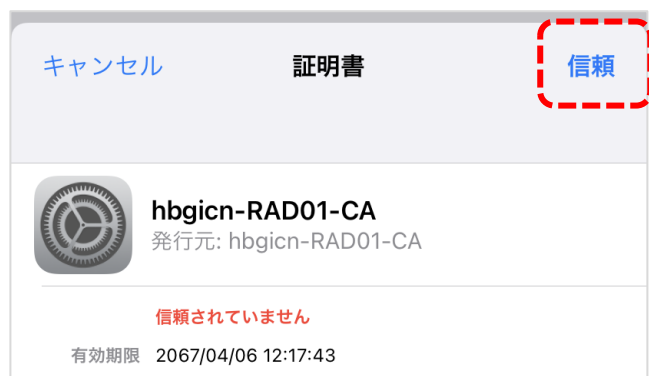 キャンセル 証明書 信頼
hbgicn-RAD01-CA
発行元: hbgicn-RAD01-CA
信頼されていません
有効期限 2067/04/06 12:17:43